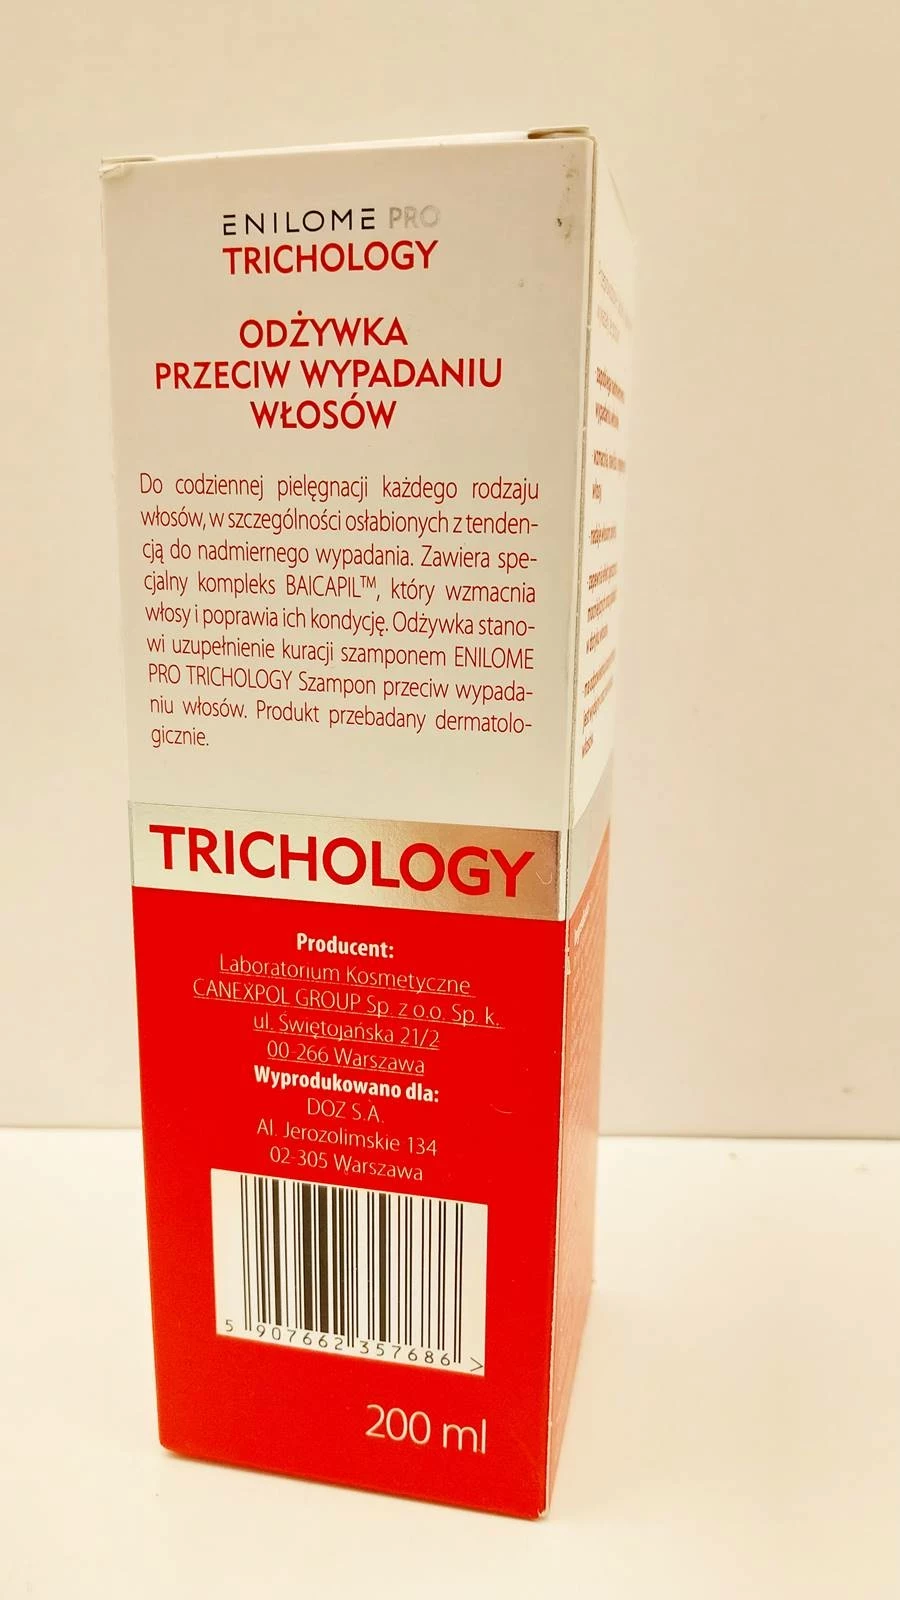 ENILOME PRO
TRICHOLOGY
ODŻYWKA
PRZECIW WYPADANIU
WŁOSÓW
Do codziennej pielęgnacji każdego rodzaju
włosów, w szczególności osłabionych z tenden-
cją do nadmiernego wypadania. Zawiera spe-
cjalny kompleks BAICAPIL™, który wzmacnia
włosy i poprawia ich kondycję. Odżywka stano-
wi uzupełnienie kuracji szamponem ENILOME
PRO TRICHOLOGY Szampon przeciw wypada-
niu włosów. Produkt przebadany dermatolo-
gicznie.
TRICHOLOGY
Producent:
Laboratorium Kosmetyczne
CANEXPOL GROUP Sp. z o.o. Sp. k.
ul. Świętojańska 21/2
00-266 Warszawa
Wyprodukowano dla:
DOZ S.A.
Al. Jerozolimskie 134
02-305 Warszawa
5 907662 357686 >
200 ml